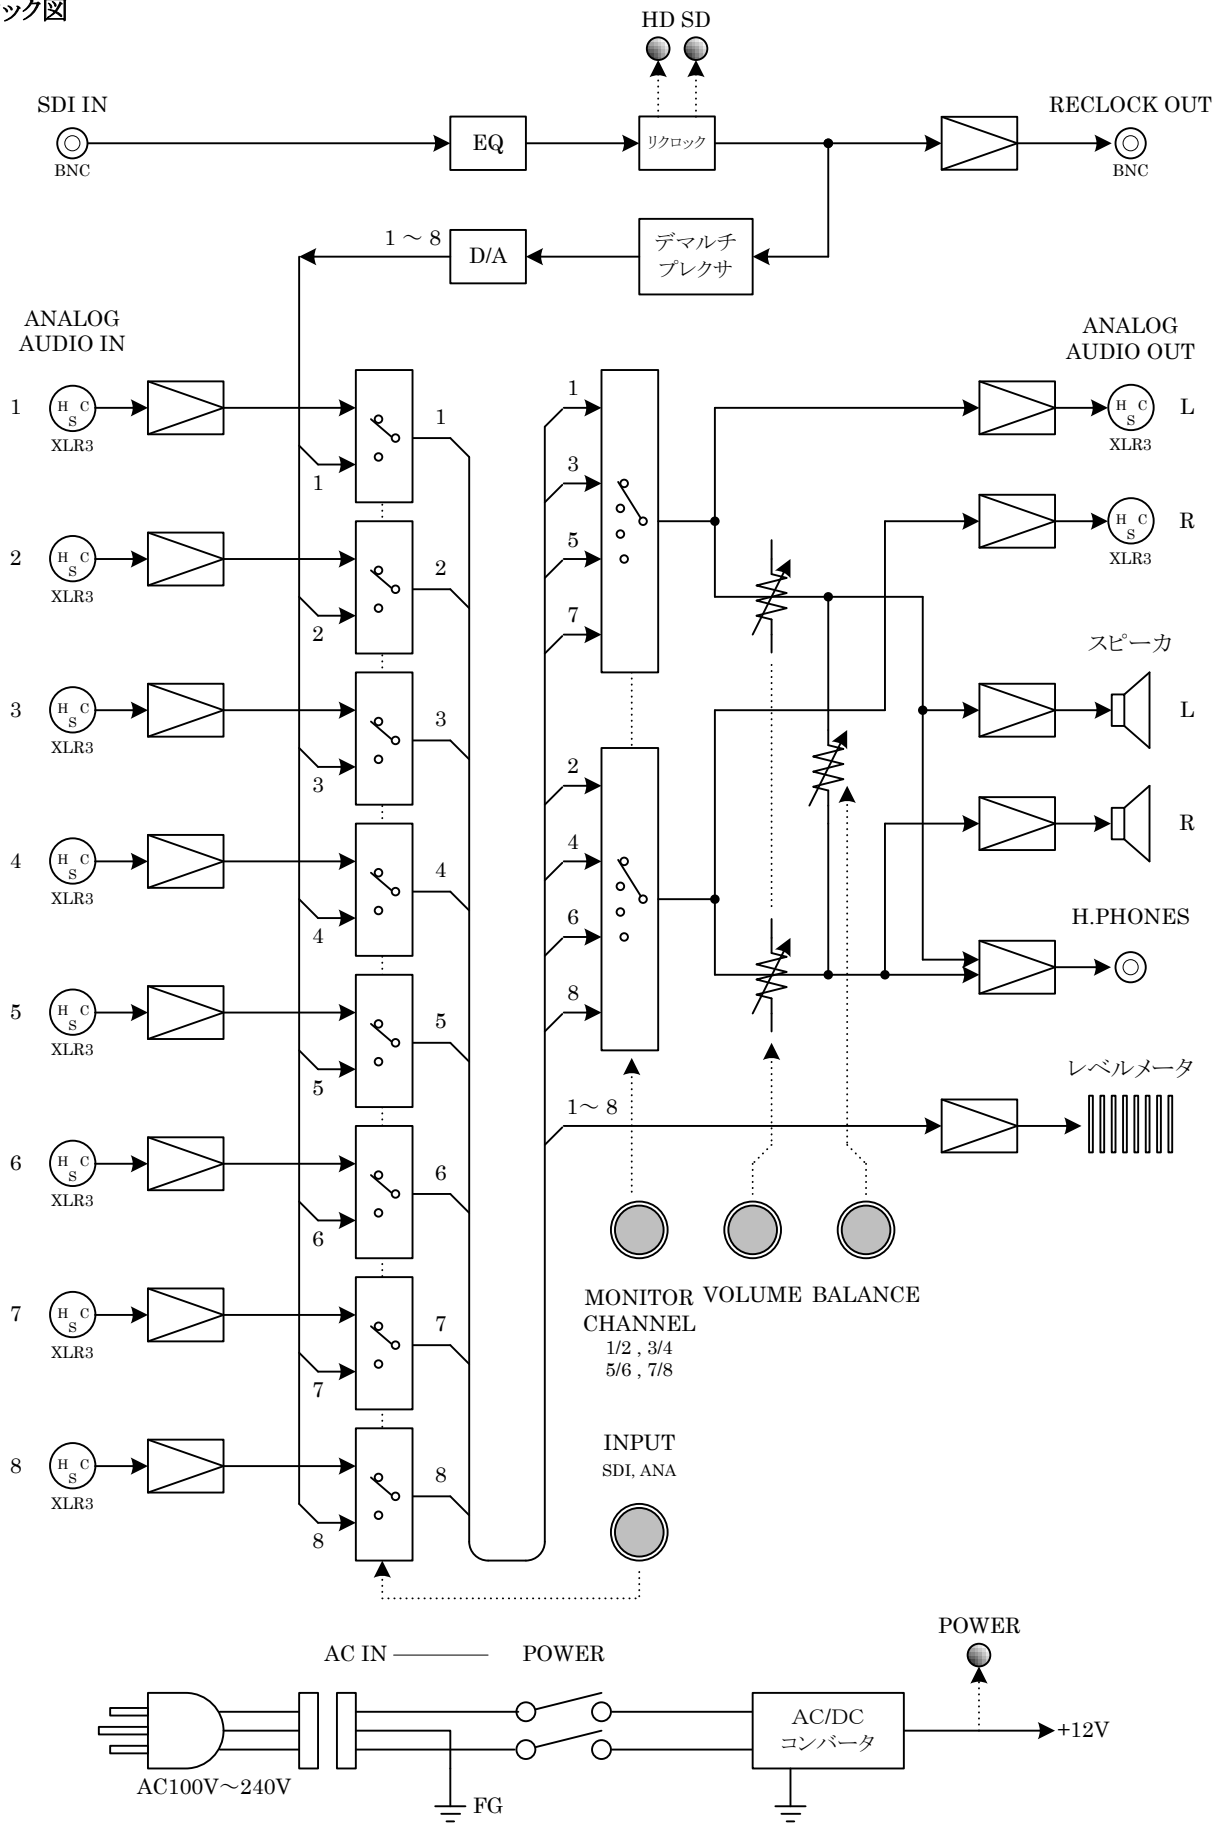 ック図
HD SD
SDI IN
RECLOCK OUT
EQ
リクロック
BNC
BNC
1 ～ 8
D/A
デマルチ
プレクサ
ANALOG
AUDIO IN
ANALOG
AUDIO OUT
1
H C
S
XLR3
1
1
1
H C
S
XLR3
L
3
2
H C
S
XLR3
2
2
5
H C
S
XLR3
R
7
3
H C
S
XLR3
3
3
スピーカ
L
2
4
H C
S
XLR3
4
4
4
R
6
H.PHONES
5
H C
S
XLR3
5
5
8
レベルメータ
1～ 8
6
H C
S
XLR3
6
6
MONITOR
CHANNEL
1/2 , 3/4
5/6 , 7/8
VOLUME
BALANCE
7
H C
S
XLR3
7
7
INPUT
SDI, ANA
8
H C
S
XLR3
8
8
AC IN
POWER
POWER
AC/DC
コンバータ
+12V
AC100V～240V
FG